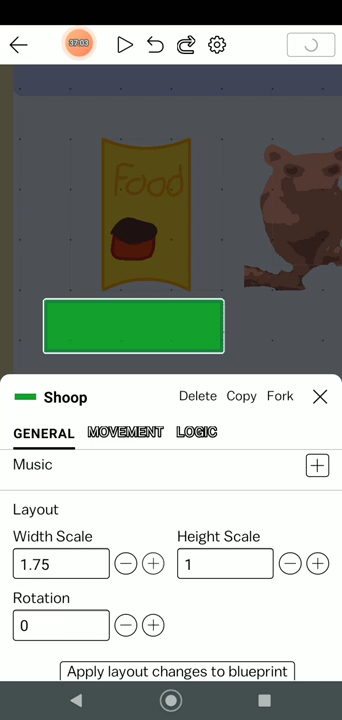 37:03
Food
Shoop
Delete Copy Fork
GENERAL MOVEMENT LOGIC
Music
Layout
Width Scale Height Scale
1.75 1
Rotation
0
Apply layout changes to blueprint